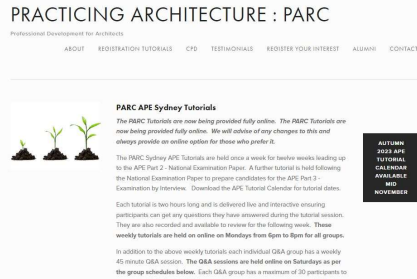 PRACTICING ARCHITECTURE : PARC
Professional Development for Architects
ABOUT REGISTRATION TUTORIALS CPD TESTIMONIALS REGISTER YOUR INTEREST ALUMNI CONTACT
PARC APE Sydney Tutorials
The PARC Tutorials are now being provided fully online. The PARC Tutorials are
now being provided fully online. We will advise of any changes to this and
always provide an option for those who prefer it.
The PARC Sydney APE Tutorials are held once a week for twelve weeks leading up
to the APE Part 2 - National Examination Paper. A further tutorial is held following
the National Examination Paper to prepare candidates for the APE Part 3 -
Examination by Interview. Download the APE Tutorial Calendar for tutorial dates.
Each tutorial is two hours long and is delivered live and interactive ensuring
participants can get any questions they have answered during the tutorial session.
They are also recorded and available to review for the following week. These
weekly tutorials are held on online on Mondays from 6pm to 8pm for all groups.
In addition to the above weekly tutorials each individual Q&A group has a weekly
45 minute Q&A session. The Q&A sessions are held online on Saturdays as per
the group schedules below. Each Q&A group has a maximum of 30 participants to
AUTUMN
2023 APE
TUTORIAL
CALENDAR
AVAILABLE
MID
NOVEMBER